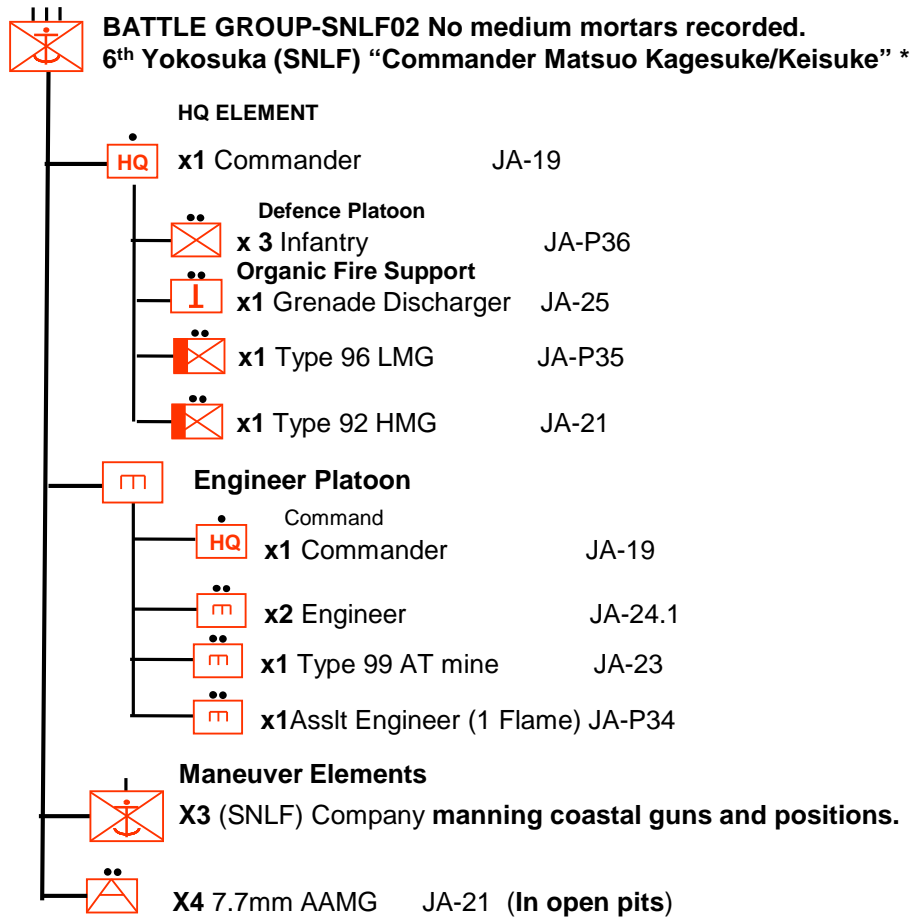 BATTLE GROUP-SNLF02 No medium mortars recorded.
6th Yokosuka (SNLF) “Commander Matsuo Kagesuke/Keisuke” *
HQ ELEMENT
HQ x1 Commander JA-19
Defence Platoon
x 3 Infantry JA-P36
Organic Fire Support
x1 Grenade Discharger JA-25
x1 Type 96 LMG JA-P35
x1 Type 92 HMG JA-21
Engineer Platoon
Command
HQ x1 Commander JA-19
x2 Engineer JA-24.1
x1 Type 99 AT mine JA-23
x1Asslt Engineer (1 Flame) JA-P34
Maneuver Elements
X3 (SNLF) Company manning coastal guns and positions.
X4 7.7mm AAMG JA-21 (In open pits)